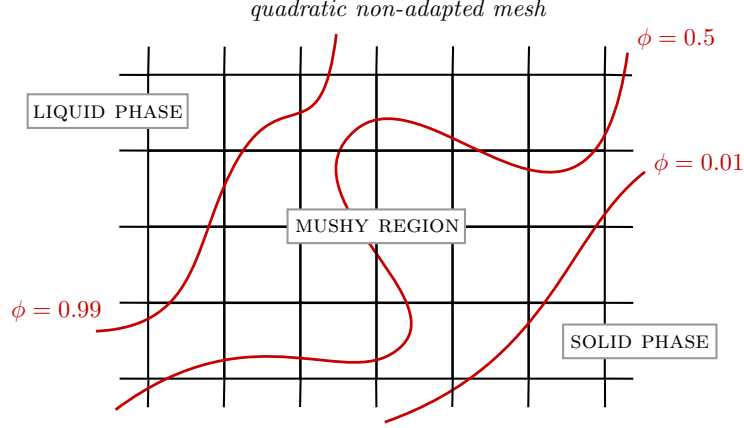 quadratic non-adapted mesh
ϕ = 0.5
LIQUID PHASE
ϕ = 0.01
MUSHY REGION
ϕ = 0.99
SOLID PHASE